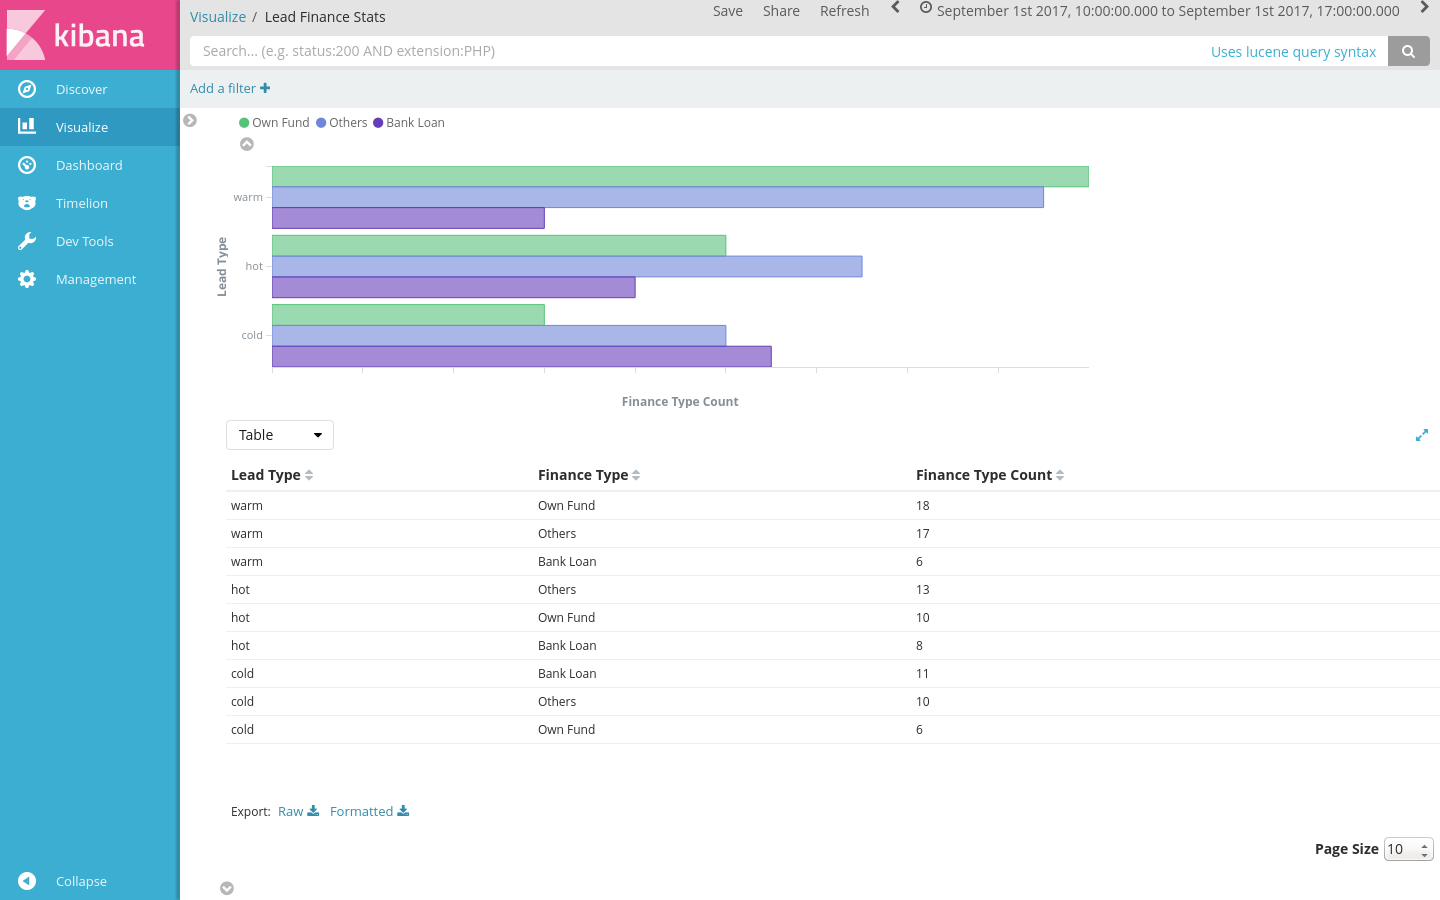 kibana
Discover
Visualize
Dashboard
Timelion
Dev Tools
Management
Collapse
Visualize / Lead Finance Stats
Save Share Refresh September 1st 2017, 10:00:00.000 to September 1st 2017, 17:00:00.000
Search... (e.g. status:200 AND extension:PHP) Uses lucene query syntax
Add a filter
Own Fund Others Bank Loan
Lead Type
warm
hot
cold
Finance Type Count
Table
Lead Type Finance Type Finance Type Count
warm Own Fund 18
warm Others 17
warm Bank Loan 6
hot Others 13
hot Own Fund 10
hot Bank Loan 8
cold Bank Loan 11
cold Others 10
cold Own Fund 6
Export: Raw Formatted
Page Size 10